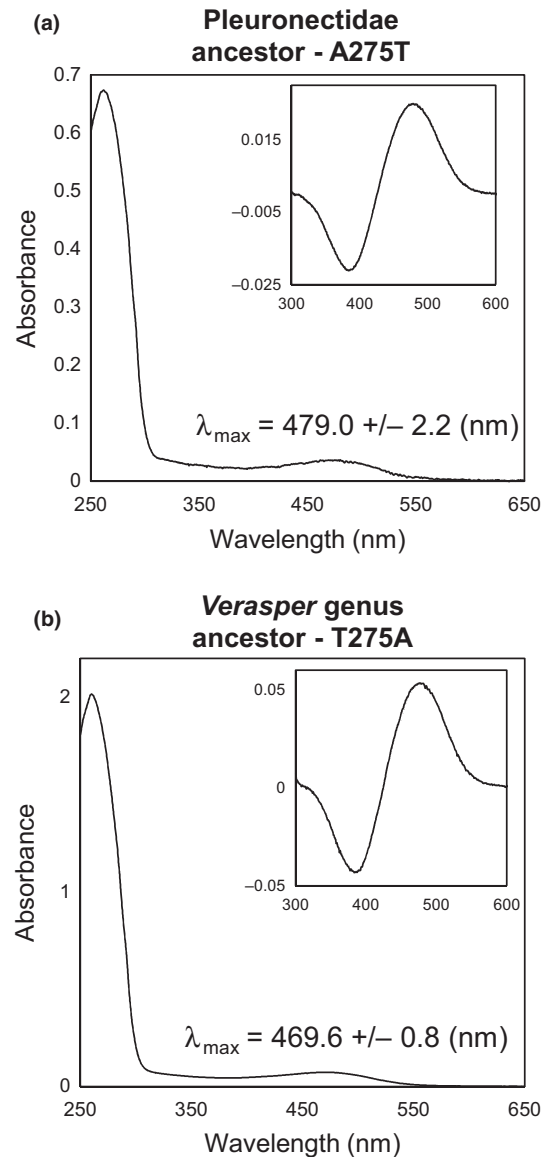 (a)
Pleuronectidae
ancestor - A275T
0.7
0.6
0.5
0.4
0.3
0.2
0.1
0
Absorbance
0.015
–0.005
–0.025
300 400 500 600
λmax = 479.0 +/– 2.2 (nm)
250 350 450 550 650
Wavelength (nm)
(b)
Verasper genus
ancestor - T275A
2
1
0
Absorbance
0.05
0
–0.05
300 400 500 600
λmax = 469.6 +/– 0.8 (nm)
250 350 450 550 650
Wavelength (nm)